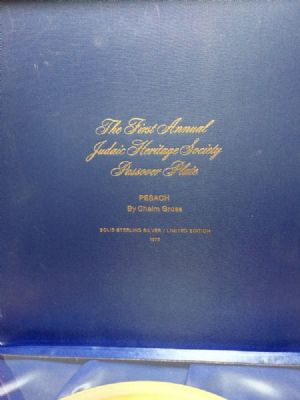 The First Annual
Judaic Heritage Society
Passover Plate
PESACH
By Chaim Gross
SOLID STERLING SILVER / LIMITED EDITION